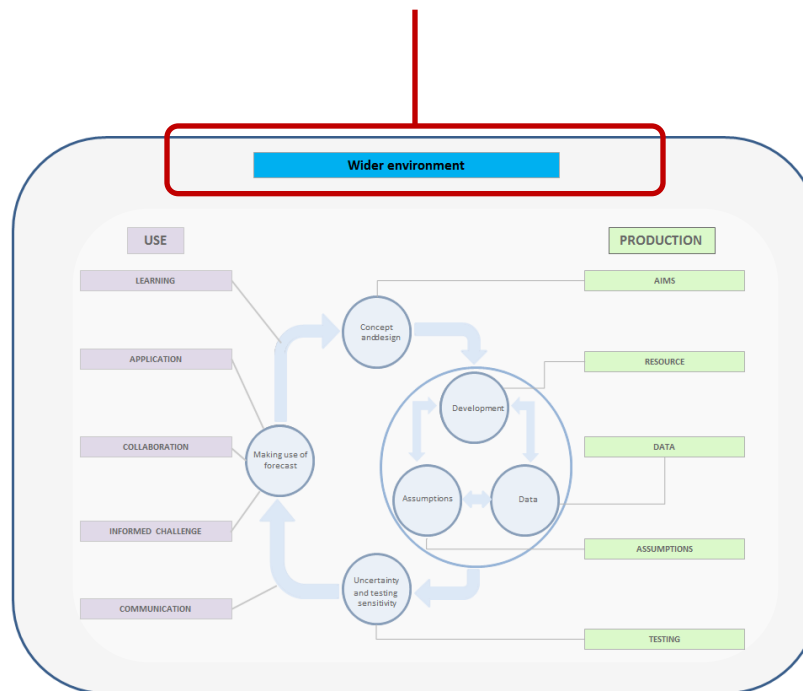 Wider environment
USE
PRODUCTION
LEARNING
AIMS
Concept
anddesign
APPLICATION
RESOURCE
Development
COLLABORATION
DATA
Making use of
forecast
Assumptions
Data
INFORMED CHALLENGE
ASSUMPTIONS
Uncertainty
and testing
sensitivity
COMMUNICATION
TESTING